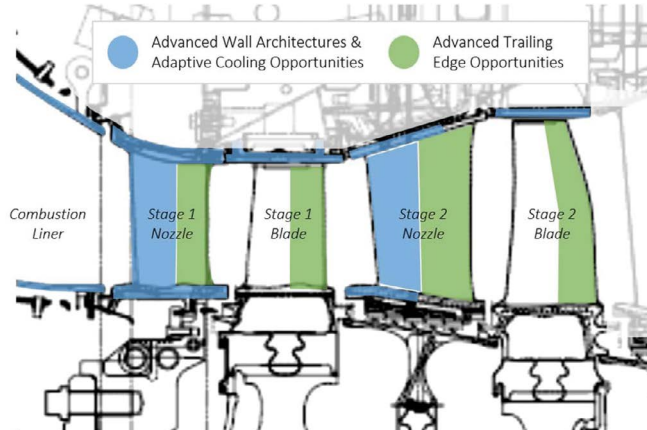 Advanced Wall Architectures &
Adaptive Cooling Opportunities
Advanced Trailing
Edge Opportunities
Combustion
Liner
Stage 1
Nozzle
Stage 1
Blade
Stage 2
Nozzle
Stage 2
Blade